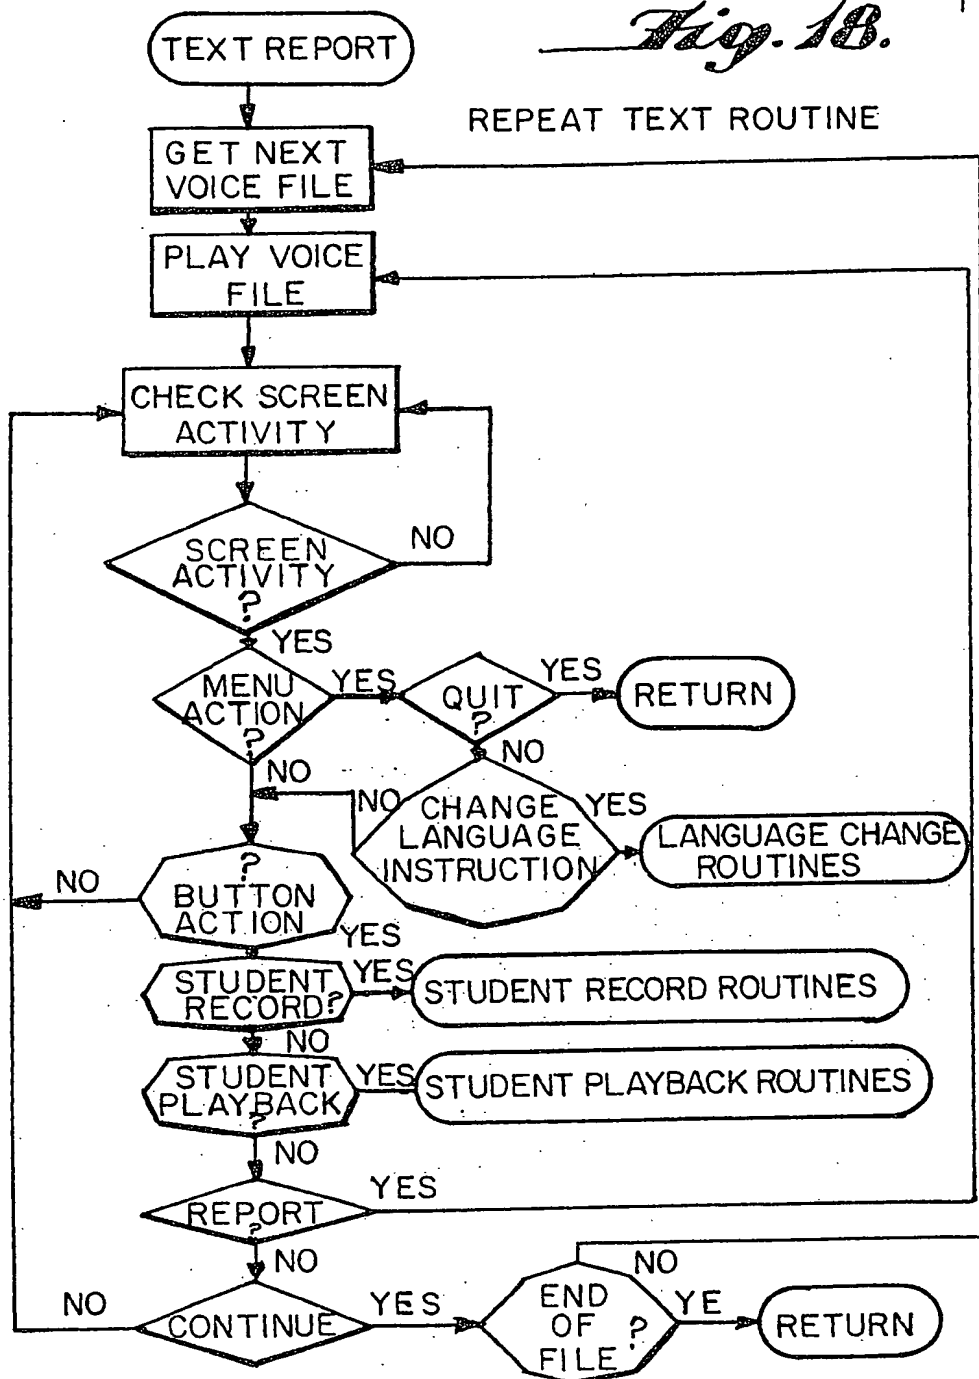 Fig. 18.
TEXT REPORT
REPEAT TEXT ROUTINE
GET NEXT
VOICE FILE
PLAY VOICE
FILE
CHECK SCREEN
ACTIVITY
SCREEN
ACTIVITY
?
NO
YES
MENU
ACTION
?
YES
QUIT
?
YES
RETURN
NO
NO
NO
CHANGE
LANGUAGE
INSTRUCTION
YES
LANGUAGE CHANGE
ROUTINES
?
BUTTON
ACTION
NO
YES
STUDENT
RECORD?
YES
STUDENT RECORD ROUTINES
NO
STUDENT
PLAYBACK
?
YES
STUDENT PLAYBACK ROUTINES
NO
REPORT
?
YES
NO
CONTINUE
NO
YES
END
OF
FILE ?
NO
YE
RETURN